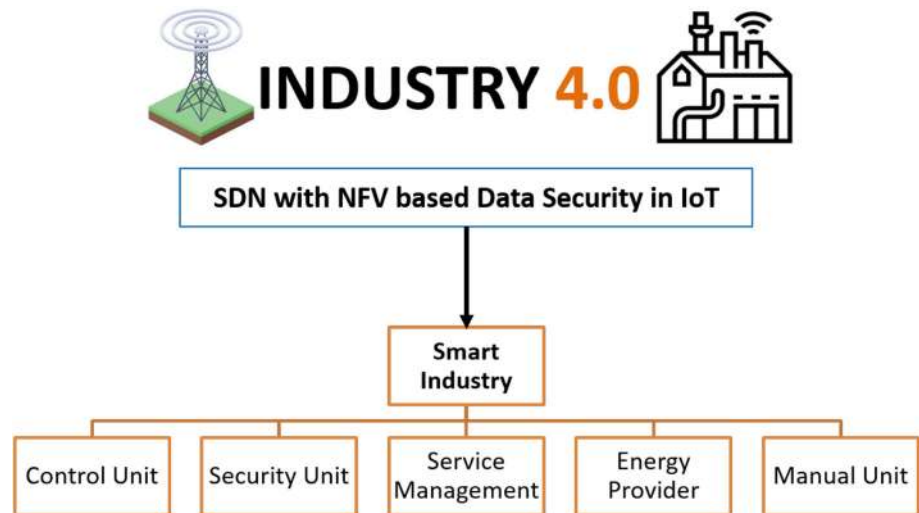 INDUSTRY 4.0
SDN with NFV based Data Security in IoT
Smart
Industry
Control Unit
Security Unit
Service
Management
Energy
Provider
Manual Unit